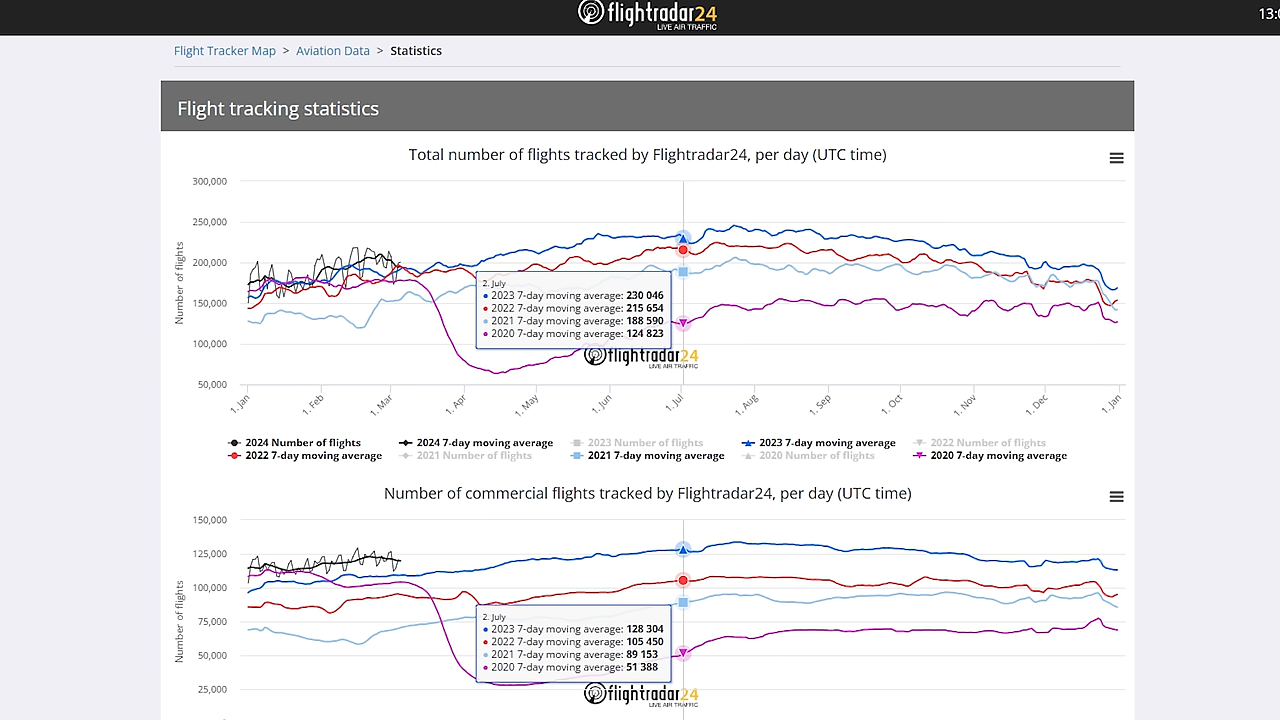 flightradar24
LIVE AIR TRAFFIC
13:0
Flight Tracker Map > Aviation Data > Statistics
Flight tracking statistics
Total number of flights tracked by Flightradar24, per day (UTC time)
Number of flights
300,000
250,000
200,000
150,000
100,000
50,000
2. July
2023 7-day moving average: 230 046
2022 7-day moving average: 215 654
2021 7-day moving average: 188 590
2020 7-day moving average: 124 823
flightradar24
LIVE AIR TRAFFIC
1. Jan 1. Feb 1. Mar 1. Apr 1. May 1. Jun 1. Jul 1. Aug 1. Sep 1. Oct 1. Nov 1. Dec 1. Jan
2024 Number of flights 2024 7-day moving average 2023 Number of flights 2023 7-day moving average 2022 Number of flights
2022 7-day moving average 2021 Number of flights 2021 7-day moving average 2020 Number of flights 2020 7-day moving average
Number of commercial flights tracked by Flightradar24, per day (UTC time)
Number of flights
150,000
125,000
100,000
75,000
50,000
25,000
2. July
2023 7-day moving average: 128 304
2022 7-day moving average: 105 450
2021 7-day moving average: 89 153
2020 7-day moving average: 51 388
flightradar24
LIVE AIR TRAFFIC